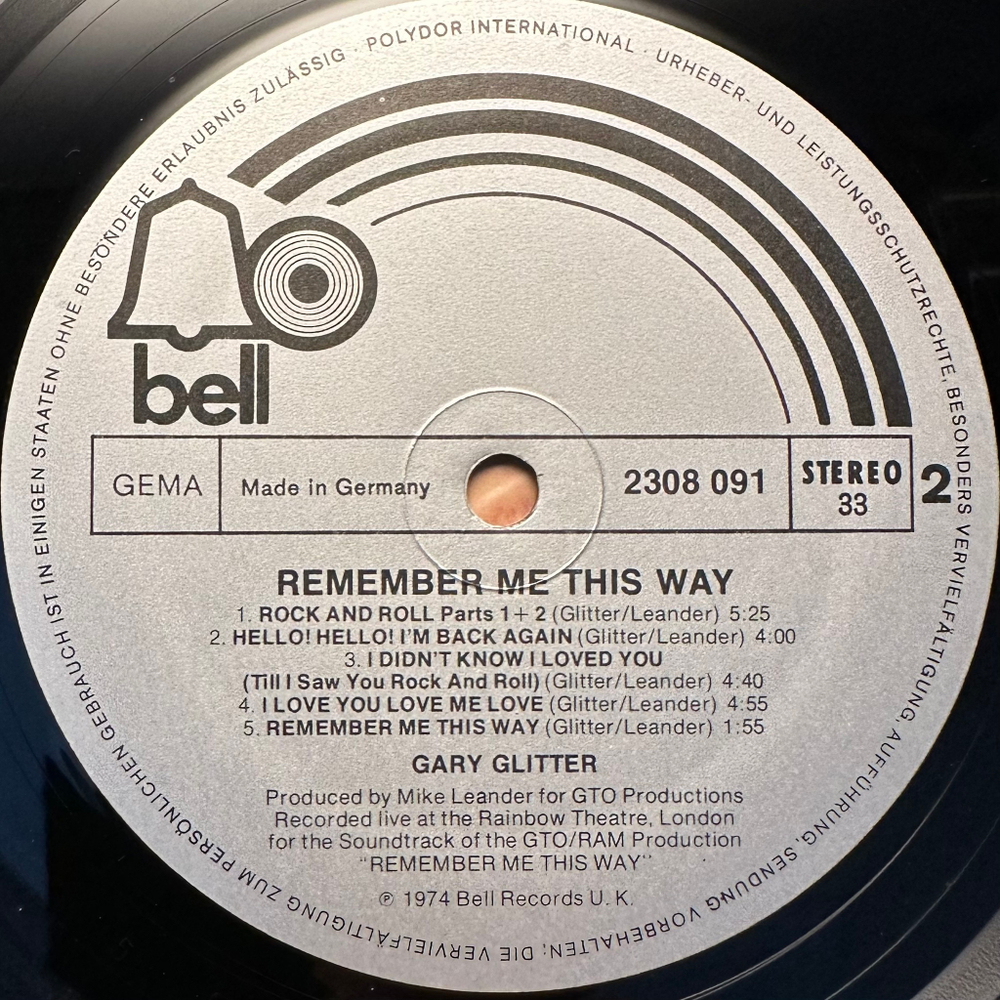 URHEBER- UND LEISTUNGSSCHUTZRECHTE, BESONDERS VERVIELFÄLTIGUNG, AUFFÜHRUNG, SENDUNG VORBEHALTEN; DIE VERVIELFÄLTIGUNG ZUM PERSÖNLICHEN GEBRAUCH IST IN EINIGEN STAATEN OHNE BESONDERE ERLAUBNIS ZULÄSSIG · POLYDOR INTERNATIONAL ·
bell
GEMA
Made in Germany
2308 091
STEREO
33
2
REMEMBER ME THIS WAY
1. ROCK AND ROLL Parts 1+2 (Glitter/Leander) 5:25
2. HELLO! HELLO! I'M BACK AGAIN (Glitter/Leander) 4:00
3. I DIDN'T KNOW I LOVED YOU
(Till I Saw You Rock And Roll) (Glitter/Leander) 4:40
4. I LOVE YOU LOVE ME LOVE (Glitter/Leander) 4:55
5. REMEMBER ME THIS WAY (Glitter/Leander) 1:55
GARY GLITTER
Produced by Mike Leander for GTO Productions
Recorded live at the Rainbow Theatre, London
for the Soundtrack of the GTO/RAM Production
"REMEMBER ME THIS WAY"
℗ 1974 Bell Records U. K.